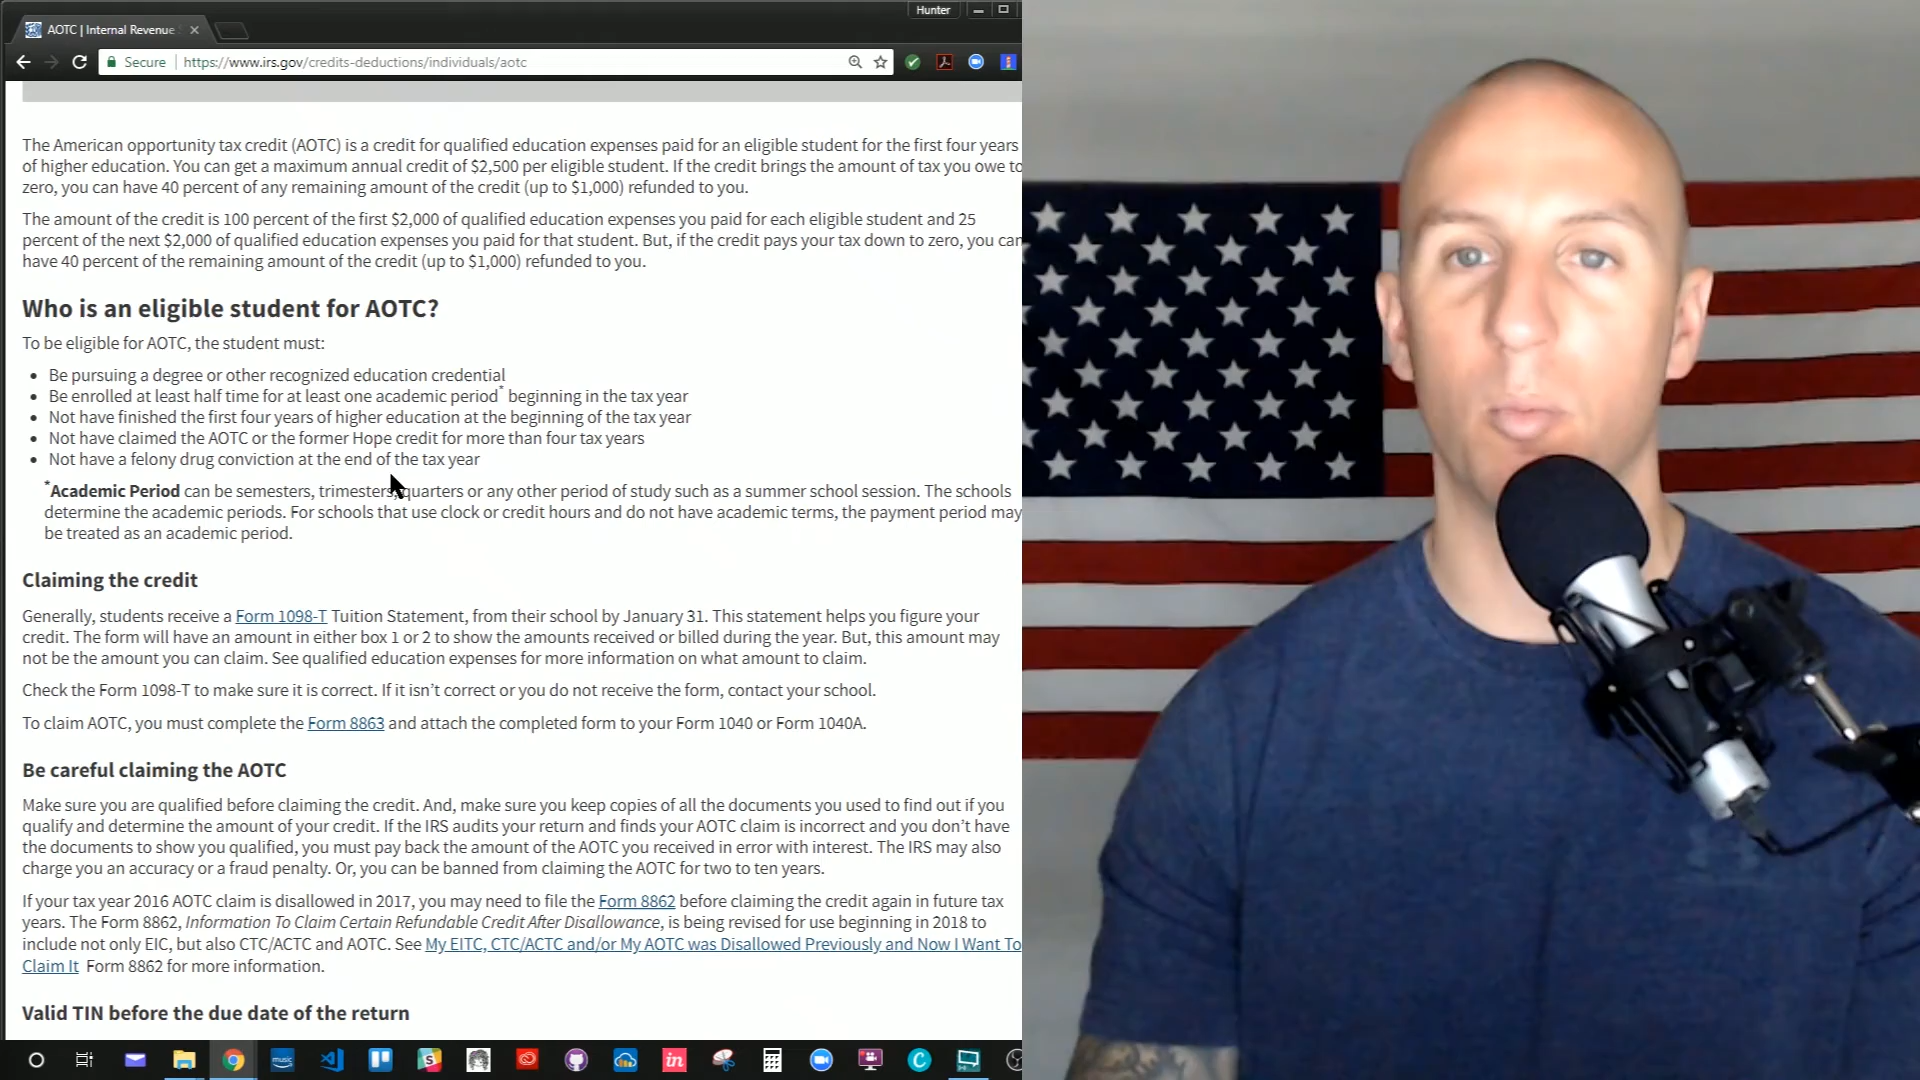 Hunter
AOTC | Internal Revenue
Secure https://www.irs.gov/credits-deductions/individuals/aotc
The American opportunity tax credit (AOTC) is a credit for qualified education expenses paid for an eligible student for the first four years
of higher education. You can get a maximum annual credit of $2,500 per eligible student. If the credit brings the amount of tax you owe to
zero, you can have 40 percent of any remaining amount of the credit (up to $1,000) refunded to you.
The amount of the credit is 100 percent of the first $2,000 of qualified education expenses you paid for each eligible student and 25
percent of the next $2,000 of qualified education expenses you paid for that student. But, if the credit pays your tax down to zero, you can
have 40 percent of the remaining amount of the credit (up to $1,000) refunded to you.
Who is an eligible student for AOTC?
To be eligible for AOTC, the student must:
• Be pursuing a degree or other recognized education credential
• Be enrolled at least half time for at least one academic period* beginning in the tax year
• Not have finished the first four years of higher education at the beginning of the tax year
• Not have claimed the AOTC or the former Hope credit for more than four tax years
• Not have a felony drug conviction at the end of the tax year
*Academic Period can be semesters, trimesters, quarters or any other period of study such as a summer school session. The schools
determine the academic periods. For schools that use clock or credit hours and do not have academic terms, the payment period may
be treated as an academic period.
Claiming the credit
Generally, students receive a Form 1098-T Tuition Statement, from their school by January 31. This statement helps you figure your
credit. The form will have an amount in either box 1 or 2 to show the amounts received or billed during the year. But, this amount may
not be the amount you can claim. See qualified education expenses for more information on what amount to claim.
Check the Form 1098-T to make sure it is correct. If it isn't correct or you do not receive the form, contact your school.
To claim AOTC, you must complete the Form 8863 and attach the completed form to your Form 1040 or Form 1040A.
Be careful claiming the AOTC
Make sure you are qualified before claiming the credit. And, make sure you keep copies of all the documents you used to find out if you
qualify and determine the amount of your credit. If the IRS audits your return and finds your AOTC claim is incorrect and you don't have
the documents to show you qualified, you must pay back the amount of the AOTC you received in error with interest. The IRS may also
charge you an accuracy or a fraud penalty. Or, you can be banned from claiming the AOTC for two to ten years.
If your tax year 2016 AOTC claim is disallowed in 2017, you may need to file the Form 8862 before claiming the credit again in future tax
years. The Form 8862, Information To Claim Certain Refundable Credit After Disallowance, is being revised for use beginning in 2018 to
include not only EIC, but also CTC/ACTC and AOTC. See My EITC, CTC/ACTC and/or My AOTC was Disallowed Previously and Now I Want To
Claim It Form 8862 for more information.
Valid TIN before the due date of the return
music
in